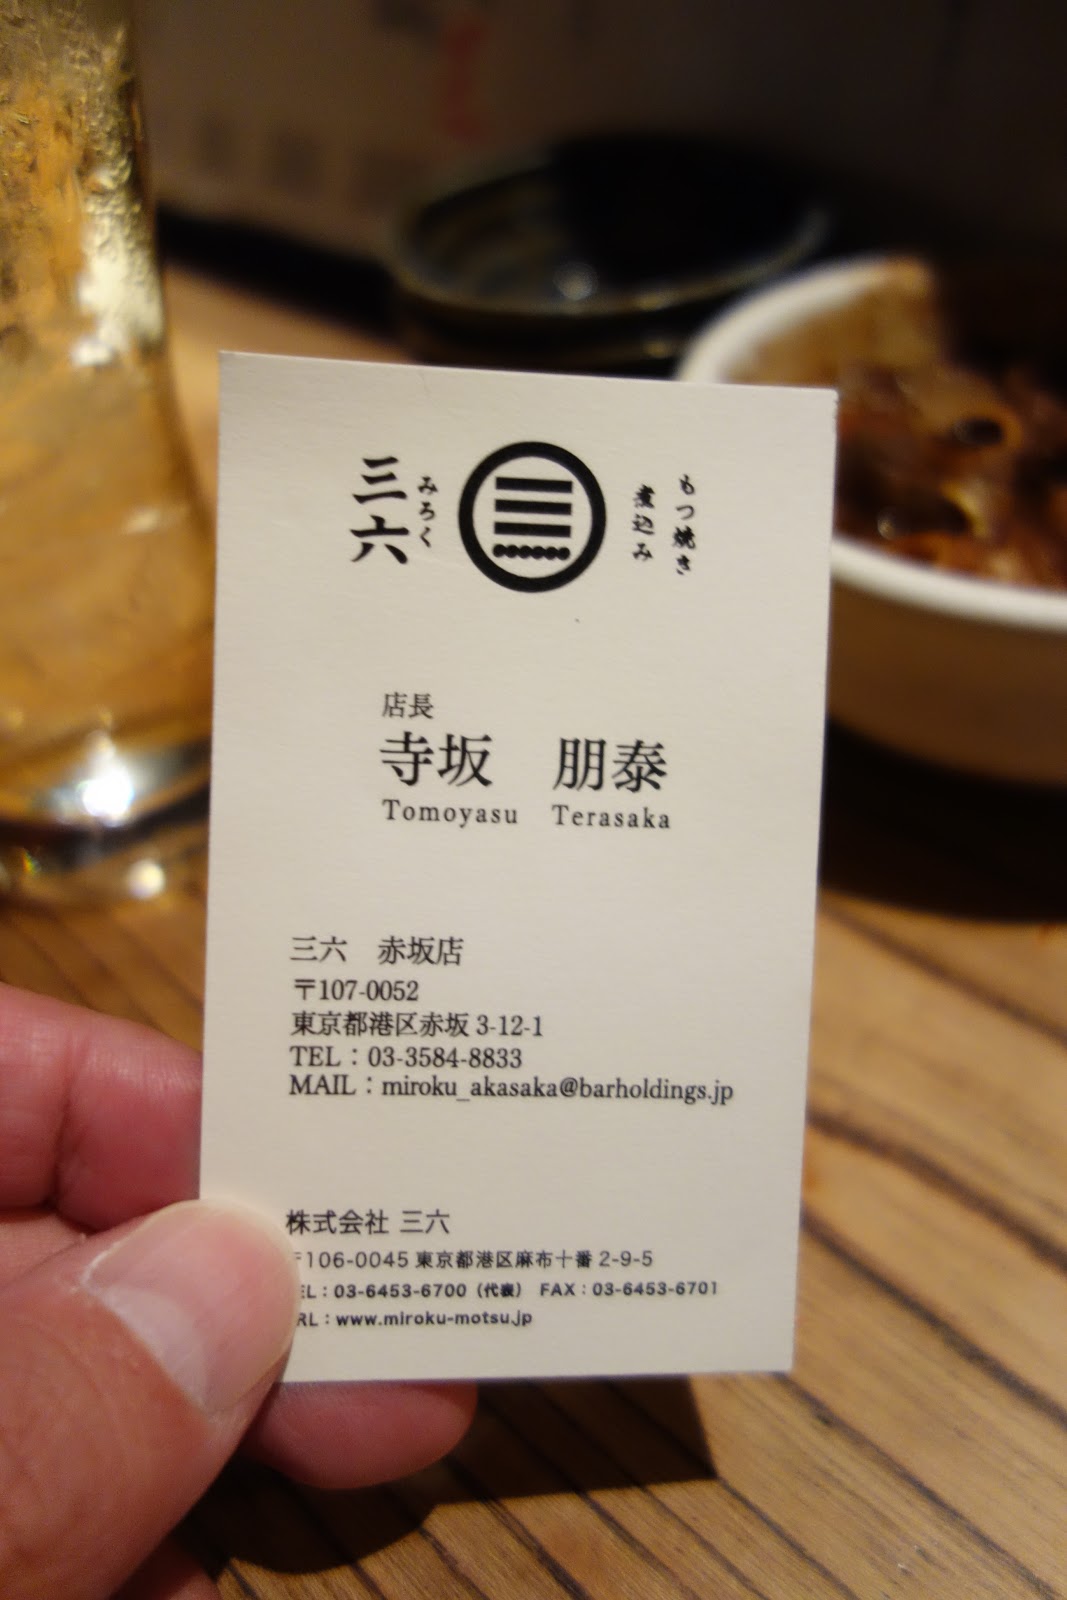 もつ焼き
煮込み
三六
みろく
店長
寺坂　朋泰
Tomoyasu Terasaka
三六　赤坂店
〒107-0052
東京都港区赤坂 3-12-1
TEL：03-3584-8833
MAIL：miroku_akasaka@barholdings.jp
株式会社 三六
〒106-0045 東京都港区麻布十番 2-9-5
EL：03-6453-6700（代表） FAX：03-6453-6701
RL：www.miroku-motsu.jp